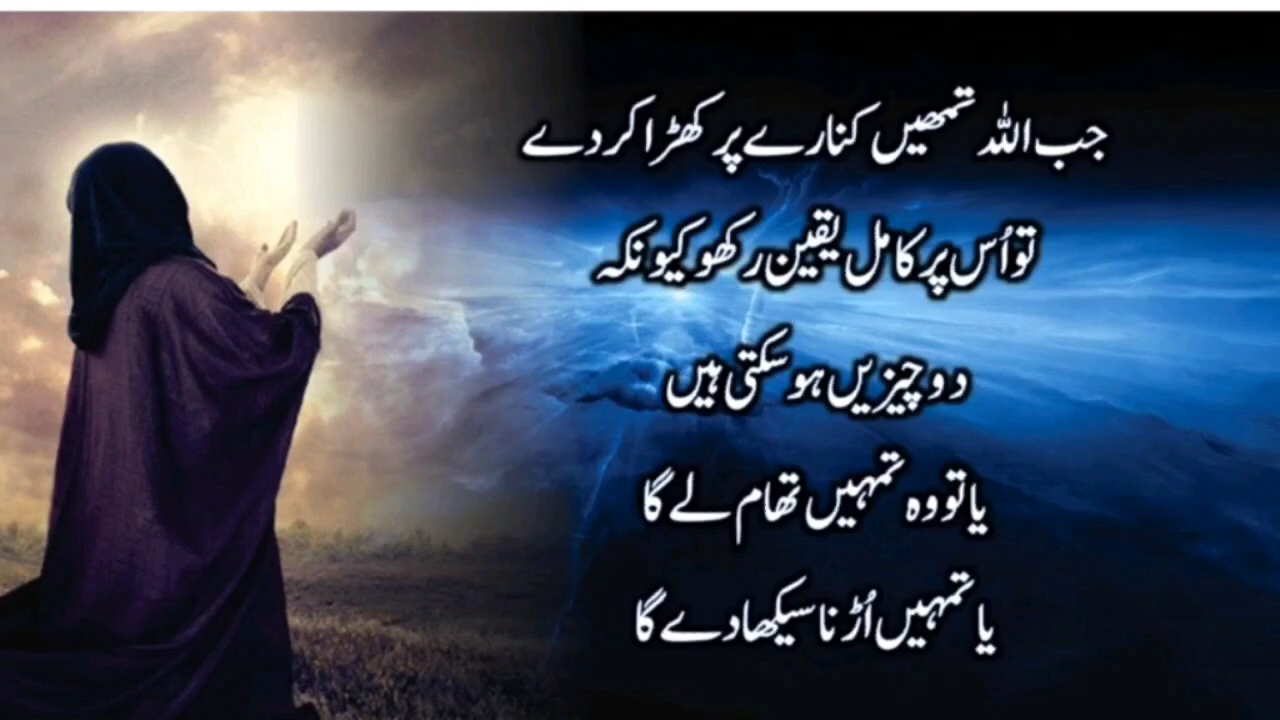 جب اللہ تمھیں کنارے پر کھڑا کر دے
تو اُس پر کامل یقین رکھو کیونکہ
دو چیزیں ہو سکتی ہیں
یا تو وہ تمہیں تھام لے گا
یا تمہیں اُڑنا سیکھا دے گا